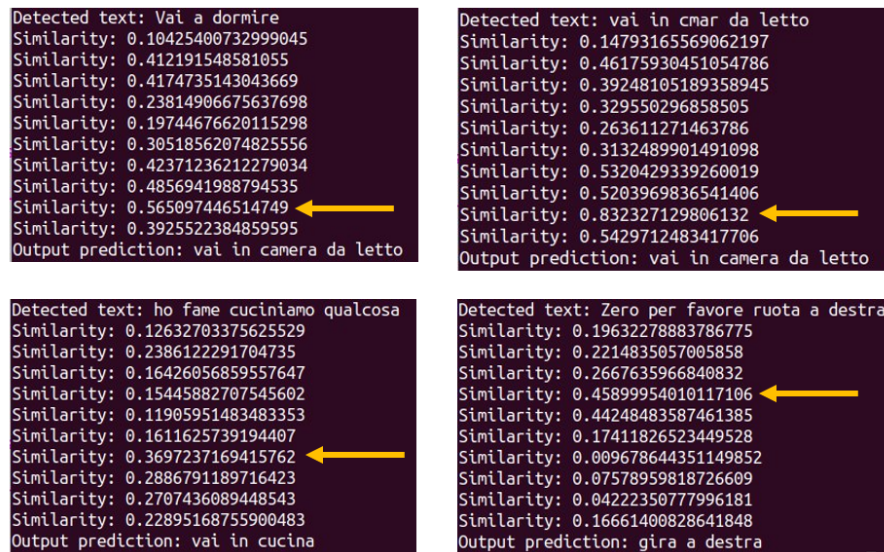 Detected text: Vai a dormire
Similarity: 0.10425400732999045
Similarity: 0.412191548581055
Similarity: 0.4174735143043669
Similarity: 0.23814906675637698
Similarity: 0.19744676620115298
Similarity: 0.30518562074825556
Similarity: 0.42371236212279034
Similarity: 0.4856941988794535
Similarity: 0.565097446514749
Similarity: 0.3925522384859595
Output prediction: vai in camera da letto
Detected text: vai in cmar da letto
Similarity: 0.14793165569062197
Similarity: 0.46175930451054786
Similarity: 0.39248105189358945
Similarity: 0.329550296858505
Similarity: 0.263611271463786
Similarity: 0.3132489901491098
Similarity: 0.5320429339260019
Similarity: 0.5203969836541406
Similarity: 0.832327129806132
Similarity: 0.5429712483417706
Output prediction: vai in camera da letto
Detected text: ho fame cuciniamo qualcosa
Similarity: 0.12632703375625529
Similarity: 0.2386122291704735
Similarity: 0.16426056859557647
Similarity: 0.15445882707545602
Similarity: 0.11905951483483353
Similarity: 0.1611625739194407
Similarity: 0.3697237169415762
Similarity: 0.2886791189716423
Similarity: 0.2707436089448543
Similarity: 0.22895168755900483
Output prediction: vai in cucina
Detected text: Zero per favore ruota a destra
Similarity: 0.19632278883786775
Similarity: 0.2214835057005858
Similarity: 0.2667635966840832
Similarity: 0.45899954010117106
Similarity: 0.44248483587461385
Similarity: 0.17411826523449528
Similarity: 0.009678644351149852
Similarity: 0.07578959818726609
Similarity: 0.04222350777996181
Similarity: 0.16661400828641848
Output prediction: gira a destra